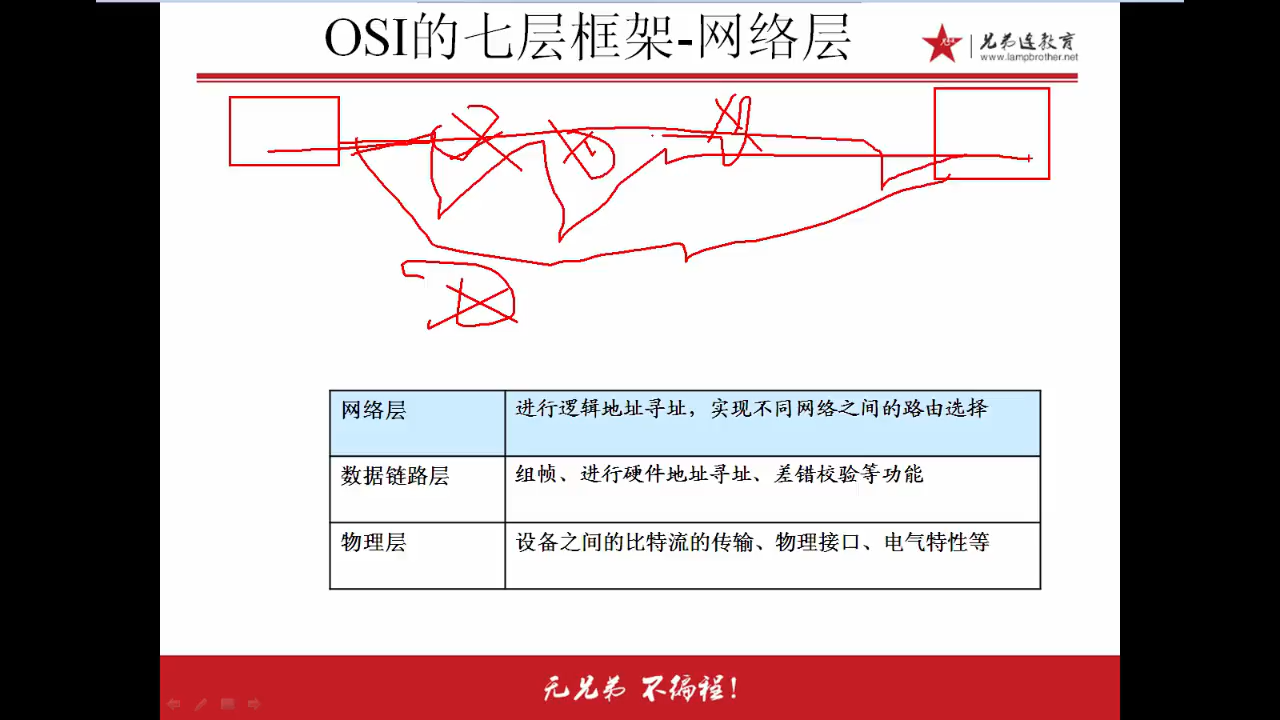 OSI的七层框架-网络层
兄弟连教育
www.lampbrother.net
网络层 进行逻辑地址寻址，实现不同网络之间的路由选择
数据链路层 组帧、进行硬件地址寻址、差错校验等功能
物理层 设备之间的比特流的传输、物理接口、电气特性等
无兄弟 不编程！